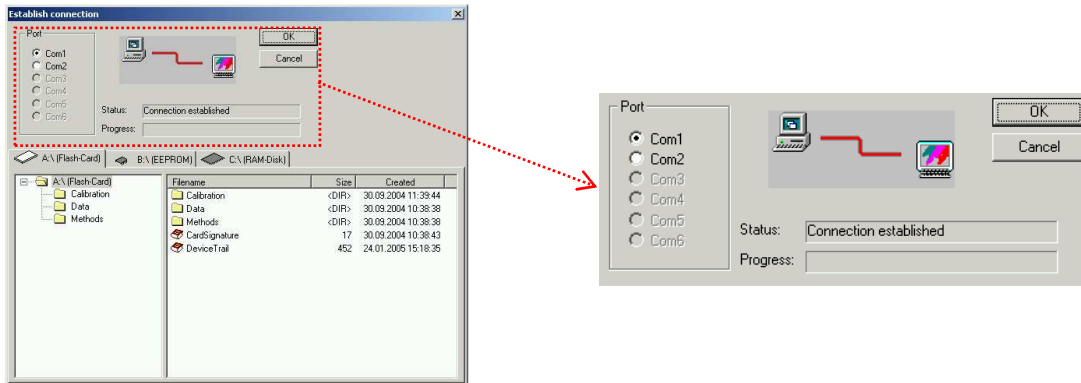 Establish connection
Port
Com1
Com2
Com3
Com4
Com5
Com6
OK
Cancel
Status: Connection established
Progress:
A:\ (Flash-Card) B:\ (EEPROM) C:\ (RAM-Disk)
A:\ (Flash-Card)
Calibration
Data
Methods
Filename Size Created
Calibration <DIR> 30.09.2004 11:39:44
Data <DIR> 30.09.2004 10:38:38
Methods <DIR> 30.09.2004 10:38:38
CardSignature 17 30.09.2004 10:38:43
DeviceTrail 452 24.01.2005 15:18:35
Port
Com1
Com2
Com3
Com4
Com5
Com6
OK
Cancel
Status: Connection established
Progress: